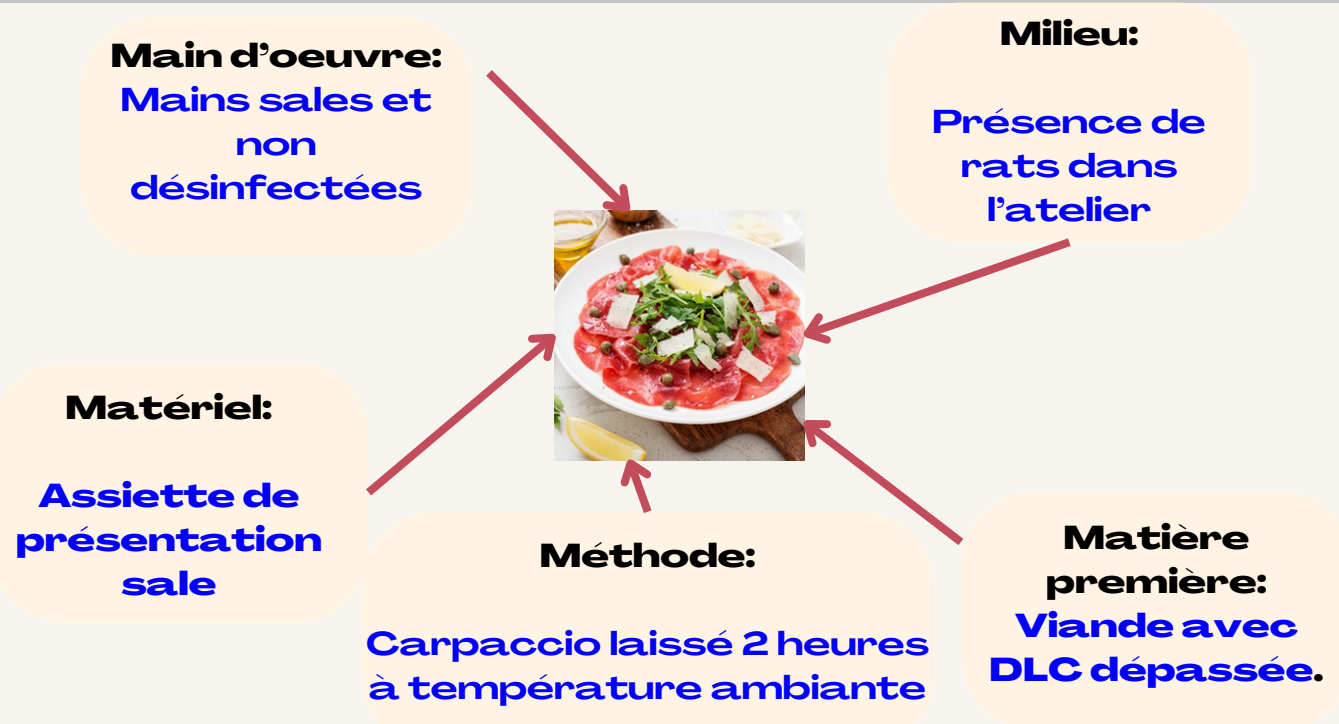 Main d'oeuvre:
Mains sales et
non
désinfectées
Milieu:
Présence de
rats dans
l'atelier
Matériel:
Assiette de
présentation
sale
Méthode:
Carpaccio laissé 2 heures
à température ambiante
Matière
première:
Viande avec
DLC dépassée.